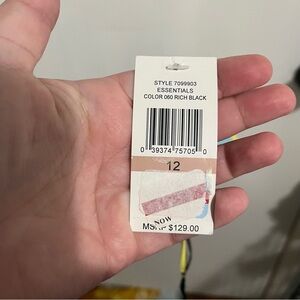 STYLE 7099903
ESSENTIALS
COLOR 060 RICH BLACK
0 39374 75705 0
12
NOW
MSRP $129.00